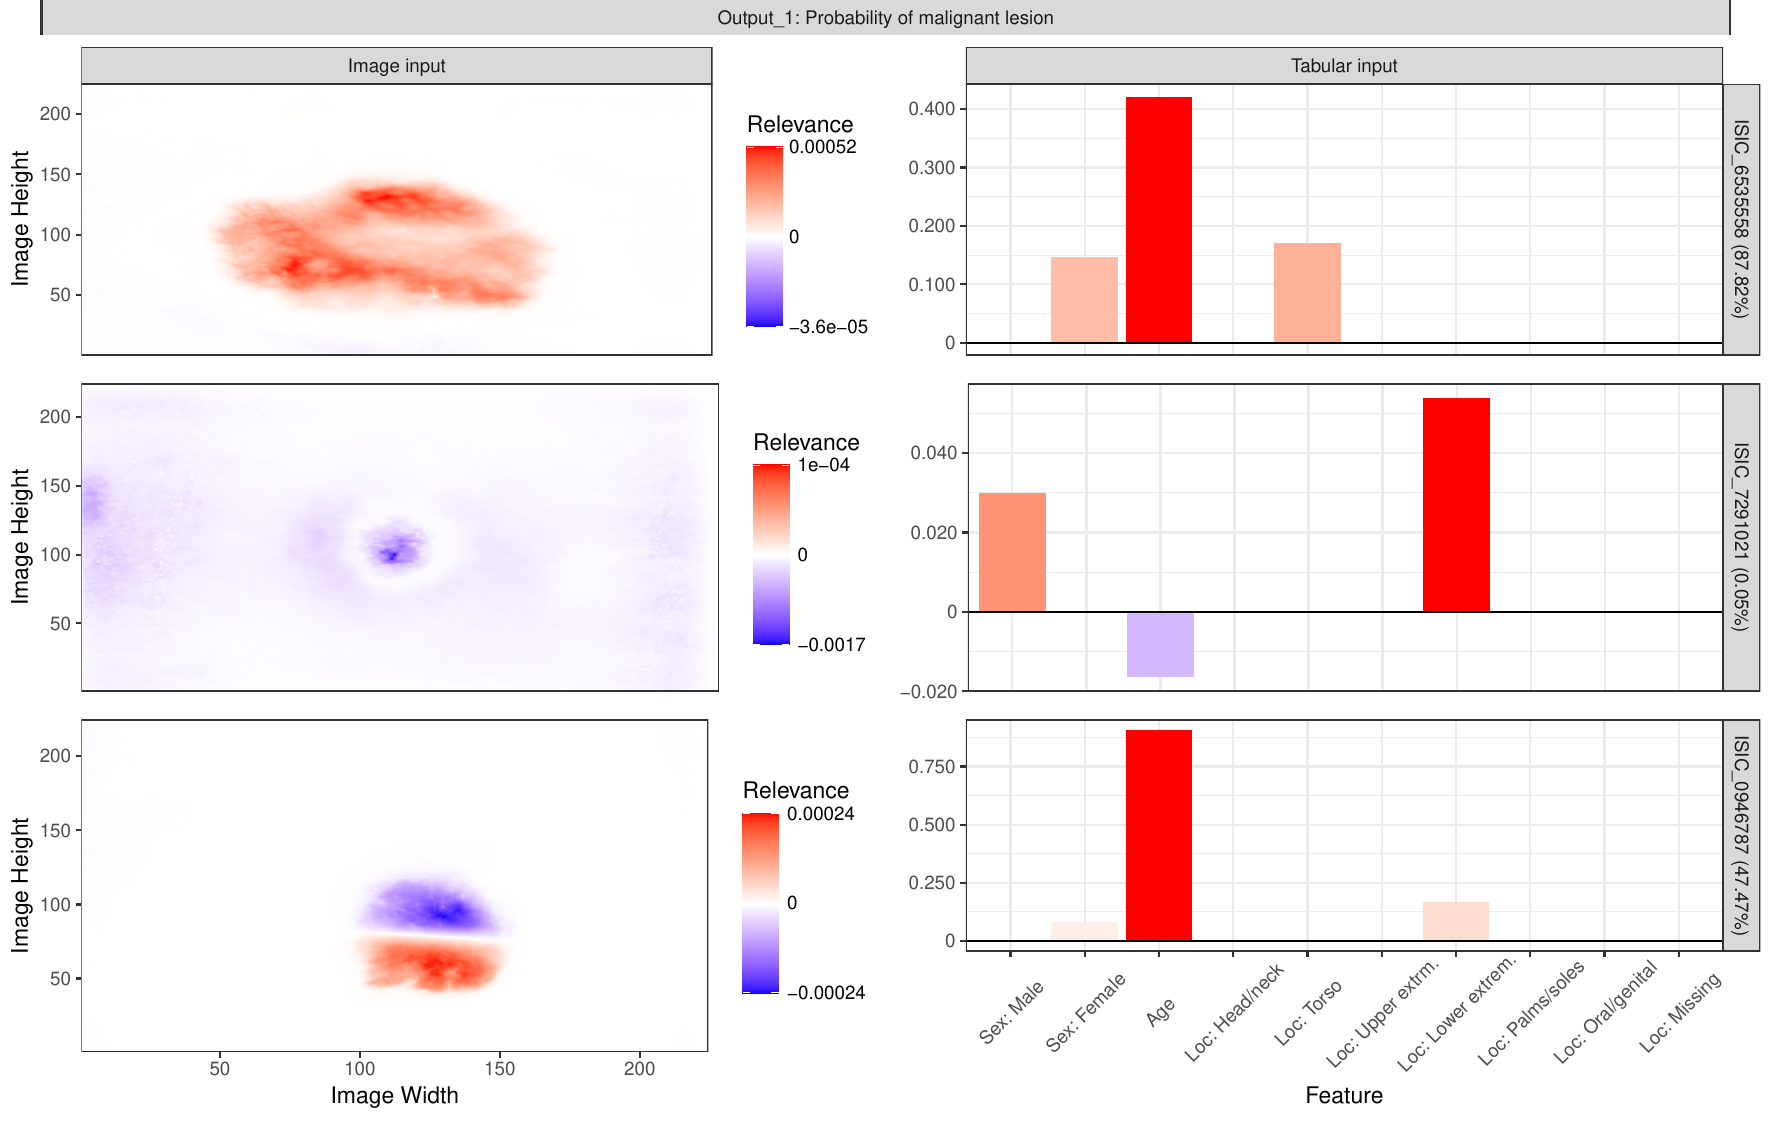 Output_1: Probability of malignant lesion
Image input
Tabular input
Image Height
200
150
100
50
Relevance
0.00052
0
−3.6e−05
0.400
0.300
0.200
0.100
0
ISIC_6535558 (87.82%)
Image Height
200
150
100
50
Relevance
1e−04
0
−0.0017
0.040
0.020
0
−0.020
ISIC_7291021 (0.05%)
Image Height
200
150
100
50
Relevance
0.00024
0
−0.00024
0.750
0.500
0.250
0
ISIC_0946787 (47.47%)
50
100
150
200
Image Width
Sex: Male
Sex: Female
Age
Loc: Head/neck
Loc: Torso
Loc: Upper extrm.
Loc: Lower extrem.
Loc: Palms/soles
Loc: Oral/genital
Loc: Missing
Feature